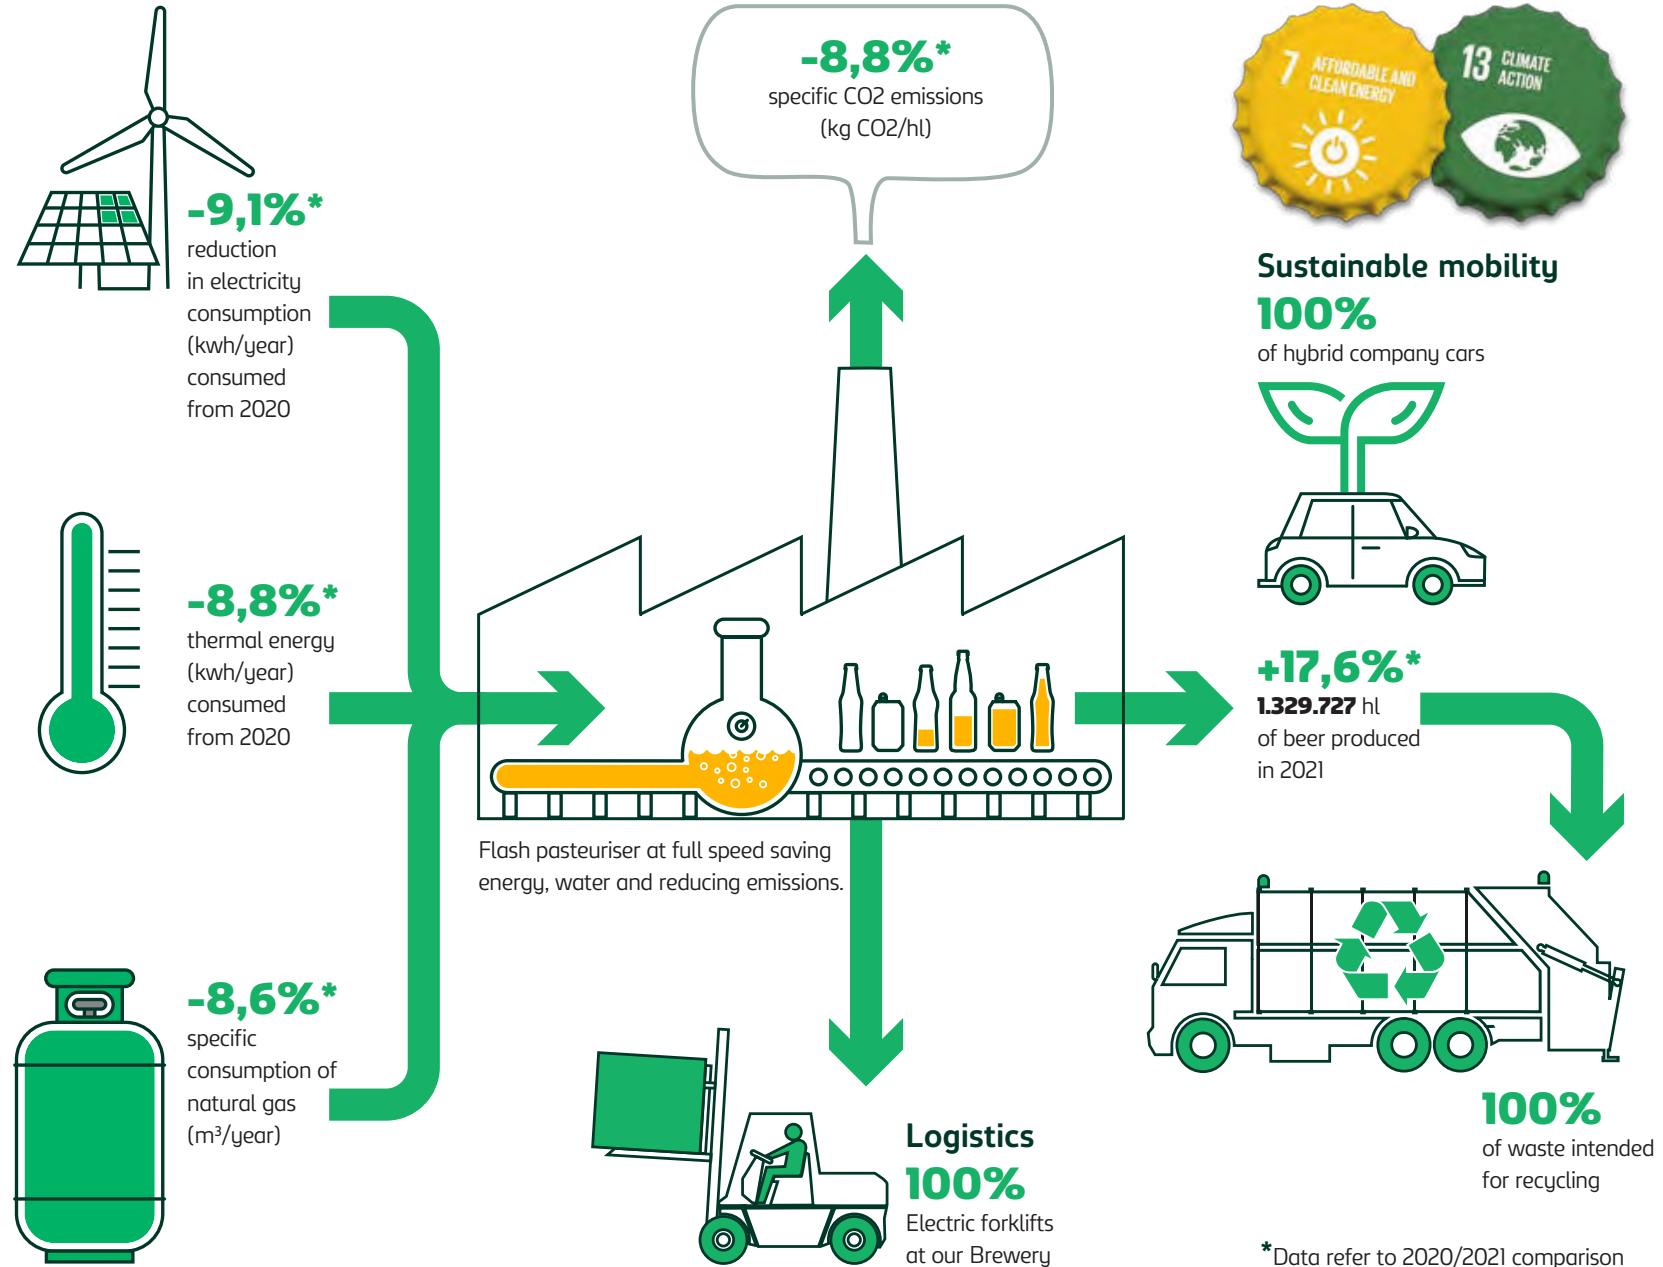 -9,1%*
reduction
in electricity
consumption
(kwh/year)
consumed
from 2020
-8,8%*
thermal energy
(kwh/year)
consumed
from 2020
-8,6%*
specific
consumption of
natural gas
(m³/year)
-8,8%*
specific CO2 emissions
(kg CO2/hl)
Flash pasteuriser at full speed saving
energy, water and reducing emissions.
Logistics
100%
Electric forklifts
at our Brewery
7 AFFORDABLE AND
CLEAN ENERGY
13 CLIMATE
ACTION
Sustainable mobility
100%
of hybrid company cars
+17,6%*
1.329.727 hl
of beer produced
in 2021
100%
of waste intended
for recycling
*Data refer to 2020/2021 comparison